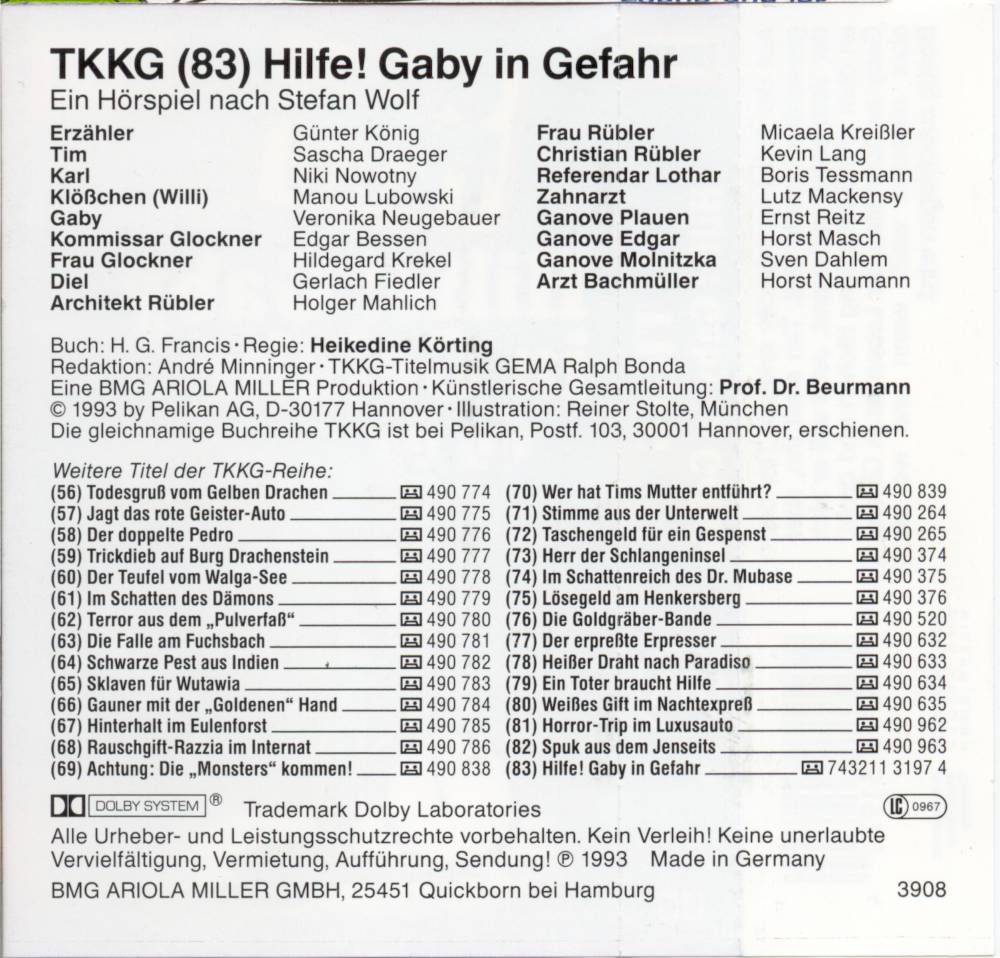 TKKG (83) Hilfe! Gaby in Gefahr
Ein Hörspiel nach Stefan Wolf
Erzähler Günter König
Tim Sascha Draeger
Karl Niki Nowotny
Klößchen (Willi) Manou Lubowski
Gaby Veronika Neugebauer
Kommissar Glockner Edgar Bessen
Frau Glockner Hildegard Krekel
Diel Gerlach Fiedler
Architekt Rübler Holger Mahlich
Frau Rübler Micaela Kreißler
Christian Rübler Kevin Lang
Referendar Lothar Boris Tessmann
Zahnarzt Lutz Mackensy
Ganove Plauen Ernst Reitz
Ganove Edgar Horst Masch
Ganove Molnitzka Sven Dahlem
Arzt Bachmüller Horst Naumann
Buch: H. G. Francis · Regie: Heikedine Körting
Redaktion: André Minninger · TKKG-Titelmusik GEMA Ralph Bonda
Eine BMG ARIOLA MILLER Produktion · Künstlerische Gesamtleitung: Prof. Dr. Beurmann
© 1993 by Pelikan AG, D-30177 Hannover · Illustration: Reiner Stolte, München
Die gleichnamige Buchreihe TKKG ist bei Pelikan, Postf. 103, 30001 Hannover, erschienen.
Weitere Titel der TKKG-Reihe:
(56) Todesgruß vom Gelben Drachen 490 774
(57) Jagt das rote Geister-Auto 490 775
(58) Der doppelte Pedro 490 776
(59) Trickdieb auf Burg Drachenstein 490 777
(60) Der Teufel vom Walga-See 490 778
(61) Im Schatten des Dämons 490 779
(62) Terror aus dem „Pulverfaß“ 490 780
(63) Die Falle am Fuchsbach 490 781
(64) Schwarze Pest aus Indien 490 782
(65) Sklaven für Wutawia 490 783
(66) Gauner mit der „Goldenen“ Hand 490 784
(67) Hinterhalt im Eulenforst 490 785
(68) Rauschgift-Razzia im Internat 490 786
(69) Achtung: Die „Monsters“ kommen! 490 838
(70) Wer hat Tims Mutter entführt? 490 839
(71) Stimme aus der Unterwelt 490 264
(72) Taschengeld für ein Gespenst 490 265
(73) Herr der Schlangeninsel 490 374
(74) Im Schattenreich des Dr. Mubase 490 375
(75) Lösegeld am Henkersberg 490 376
(76) Die Goldgräber-Bande 490 520
(77) Der erpreßte Erpresser 490 632
(78) Heißer Draht nach Paradiso 490 633
(79) Ein Toter braucht Hilfe 490 634
(80) Weißes Gift im Nachtexpreß 490 635
(81) Horror-Trip im Luxusauto 490 962
(82) Spuk aus dem Jenseits 490 963
(83) Hilfe! Gaby in Gefahr 743211 3197 4
DOLBY SYSTEM ® Trademark Dolby Laboratories LC 0967
Alle Urheber- und Leistungsschutzrechte vorbehalten. Kein Verleih! Keine unerlaubte
Vervielfältigung, Vermietung, Aufführung, Sendung! ℗ 1993 Made in Germany
BMG ARIOLA MILLER GMBH, 25451 Quickborn bei Hamburg 3908